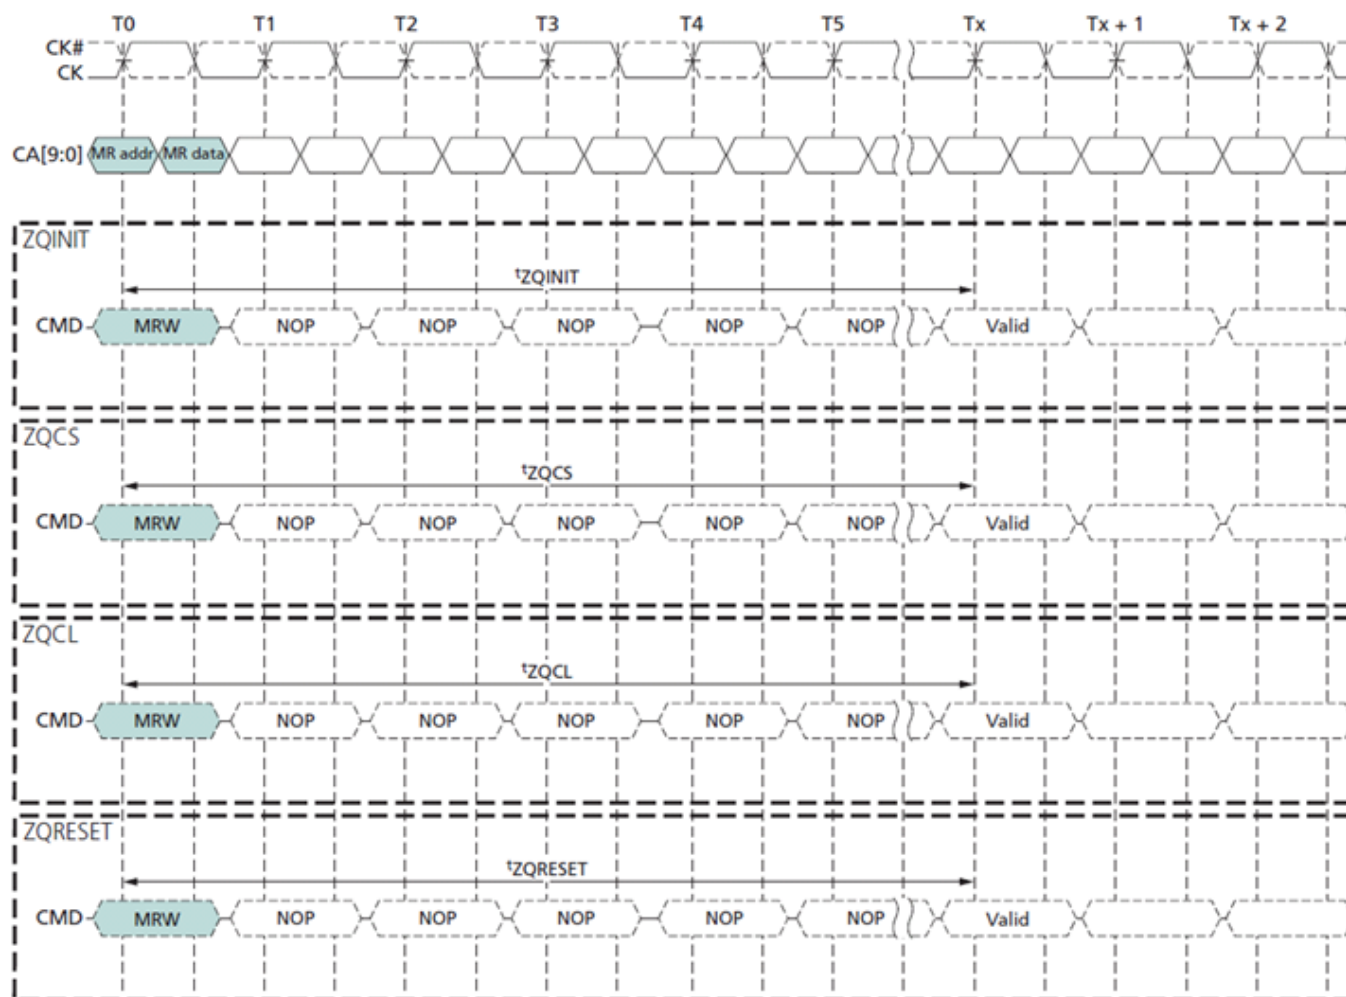 T0 T1 T2 T3 T4 T5 Tx Tx + 1 Tx + 2
CK#
CK
CA[9:0] MR addr MR data
ZQINIT
tZQINIT
CMD MRW NOP NOP NOP NOP NOP Valid
ZQCS
tZQCS
CMD MRW NOP NOP NOP NOP NOP Valid
ZQCL
tZQCL
CMD MRW NOP NOP NOP NOP NOP Valid
ZQRESET
tZQRESET
CMD MRW NOP NOP NOP NOP NOP Valid